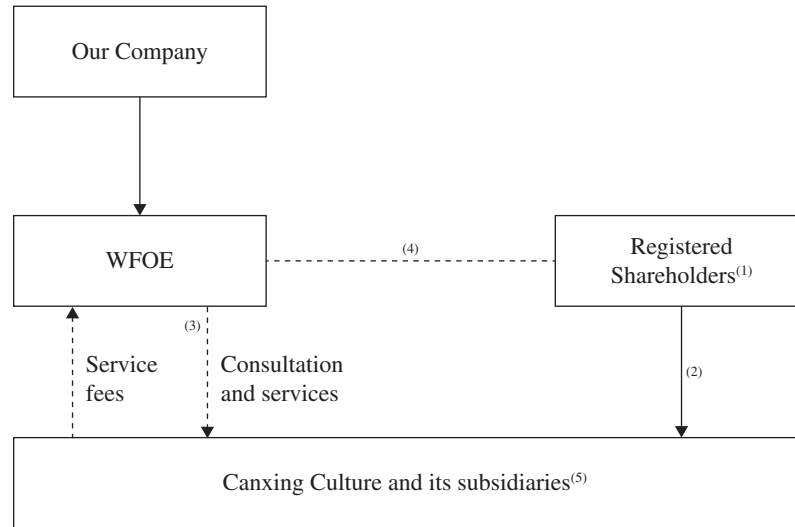 Our Company
WFOE
(4)
Registered
Shareholders(1)
(3)
Service
fees
Consultation
and services
(2)
Canxing Culture and its subsidiaries(5)